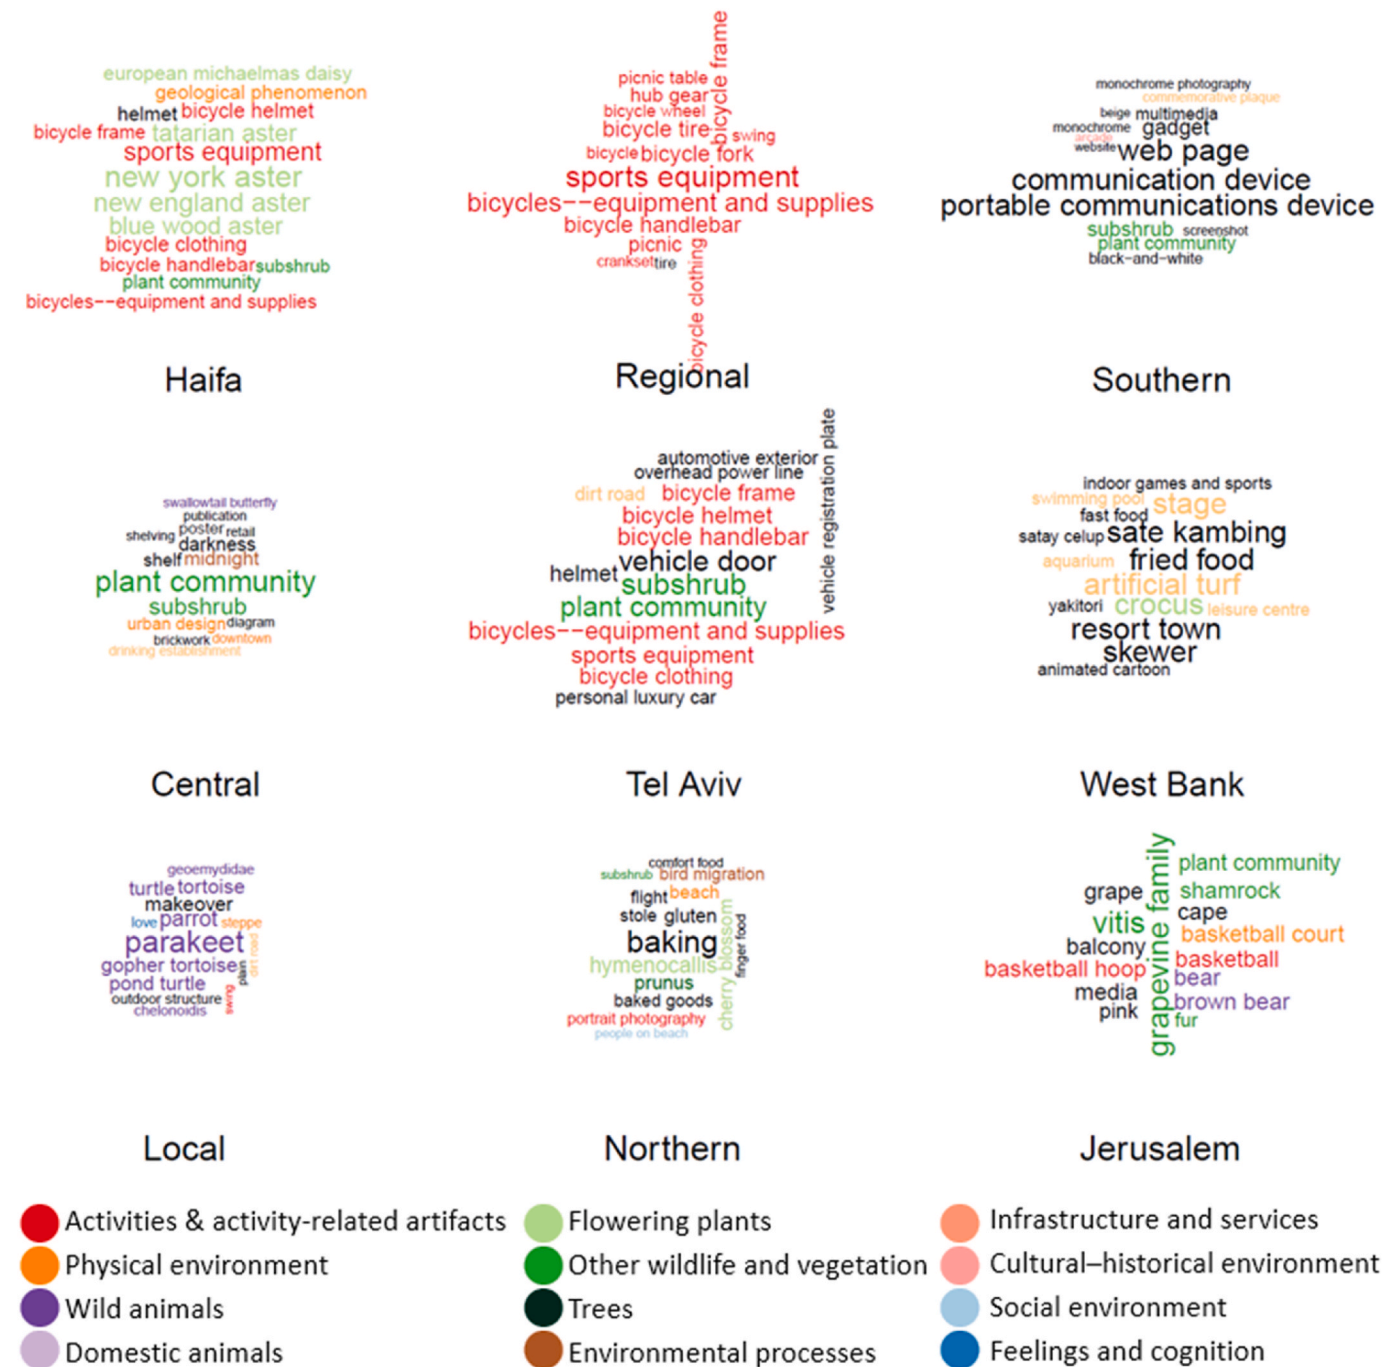 european michaelmas daisy
geological phenomenon
helmet bicycle helmet
bicycle frame tatarian aster
sports equipment
new york aster
new england aster
blue wood aster
bicycle clothing
bicycle handlebar subshrub
plant community
bicycles--equipment and supplies
Haifa
bicycle frame
picnic table
hub gear
bicycle wheel
bicycle tire
swing
bicycle bicycle fork
sports equipment
bicycles--equipment and supplies
bicycle handlebar
picnic
crankset tire
bicycle clothing
Regional
monochrome photography
commemorative plaque
beige multimedia
monochrome gadget
arcade
website web page
communication device
portable communications device
subshrub screenshot
plant community
black-and-white
Southern
swallowtail butterfly
publication
shelving poster retail
darkness
shelf midnight
plant community
subshrub
urban design diagram
brickwork downtown
drinking establishment
Central
automotive exterior
overhead power line
vehicle registration plate
dirt road bicycle frame
bicycle helmet
bicycle handlebar
vehicle door
helmet
subshrub
plant community
bicycles--equipment and supplies
sports equipment
bicycle clothing
personal luxury car
Tel Aviv
indoor games and sports
swimming pool stage
fast food
satay celup sate kambing
aquarium fried food
artificial turf
yakitori crocus leisure centre
resort town
skewer
animated cartoon
West Bank
geoemydidae
turtle tortoise
makeover
love parrot steppe
parakeet
dirt road
gopher tortoise
plain
pond turtle
outdoor structure
swing
chelonoidis
Local
comfort food
subshrub bird migration
flight beach
stole gluten
baking
cherry blossom
finger food
hymenocallis
prunus
baked goods
portrait photography
people on beach
Northern
grapevine family
plant community
grape shamrock
vitis cape
basketball court
balcony
basketball hoop basketball
bear
media
brown bear
pink
fur
Jerusalem
Activities & activity-related artifacts
Physical environment
Wild animals
Domestic animals
Flowering plants
Other wildlife and vegetation
Trees
Environmental processes
Infrastructure and services
Cultural–historical environment
Social environment
Feelings and cognition